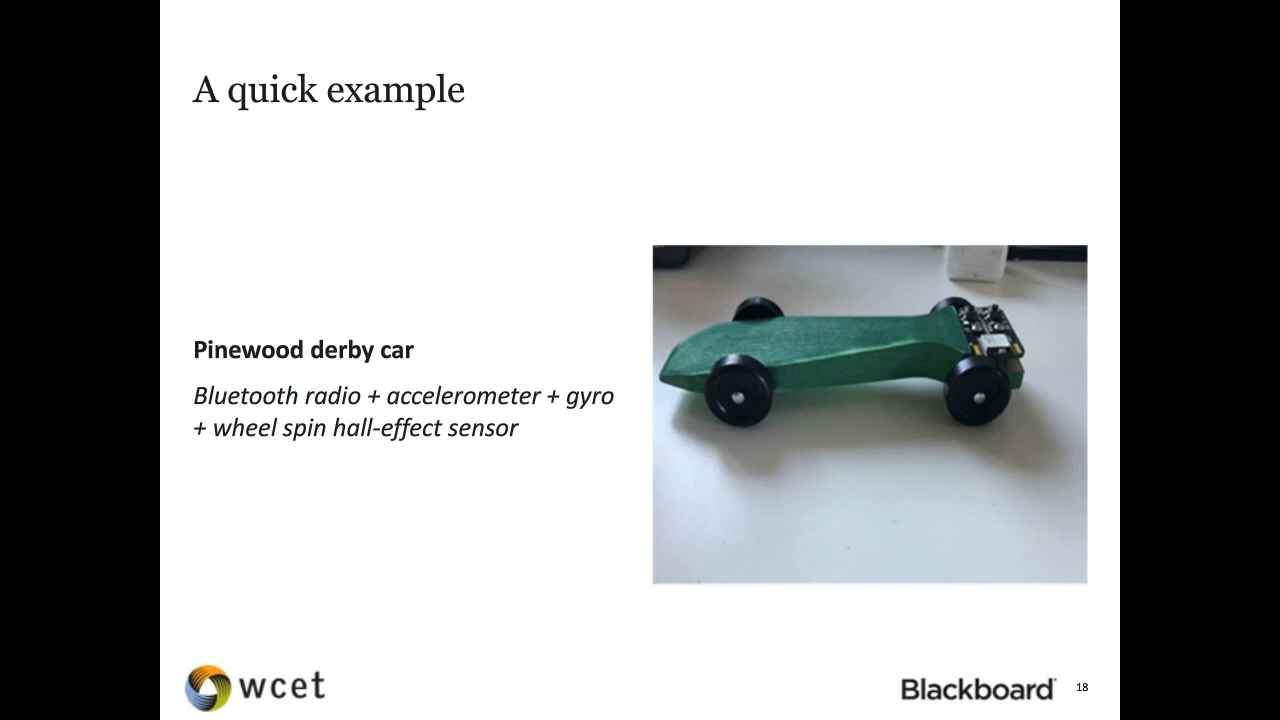 A quick example
Pinewood derby car
Bluetooth radio + accelerometer + gyro
+ wheel spin hall-effect sensor
wcet
Blackboard
18